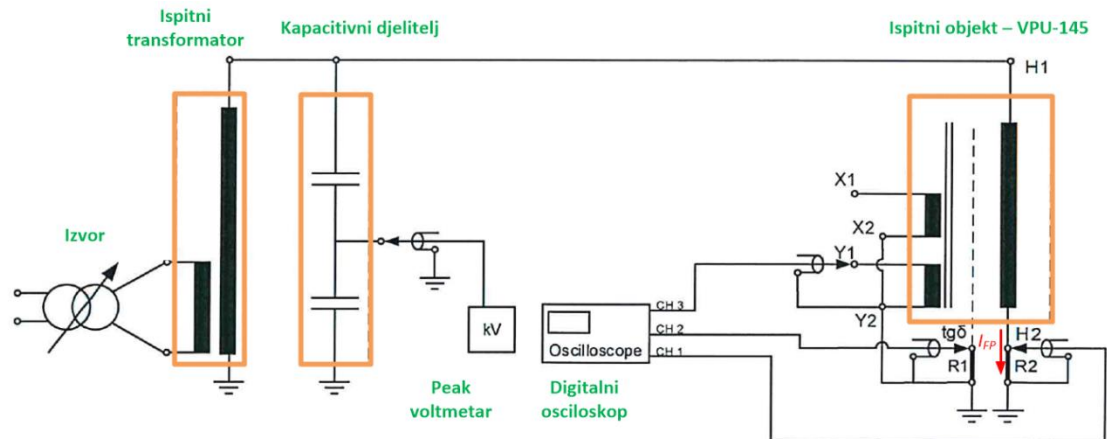 Ispitni
transformator
Kapacitivni djelitelj
Ispitni objekt – VPU-145
H1
X1
Izvor
X2
Y1
CH 3
kV
CH 2
Y2
Oscilloscope
CH 1
tgδ
I_FP
H2
R1
R2
Peak
voltmetar
Digitalni
osciloskop